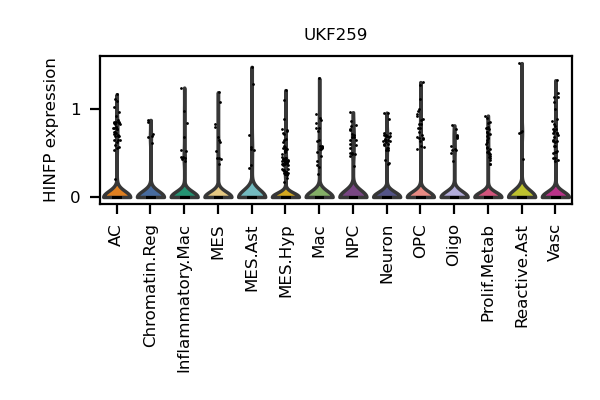 UKF259
HINFP expression
1
0
AC
Chromatin.Reg
Inflammatory.Mac
MES
MES.Ast
MES.Hyp
Mac
NPC
Neuron
OPC
Oligo
Prolif.Metab
Reactive.Ast
Vasc